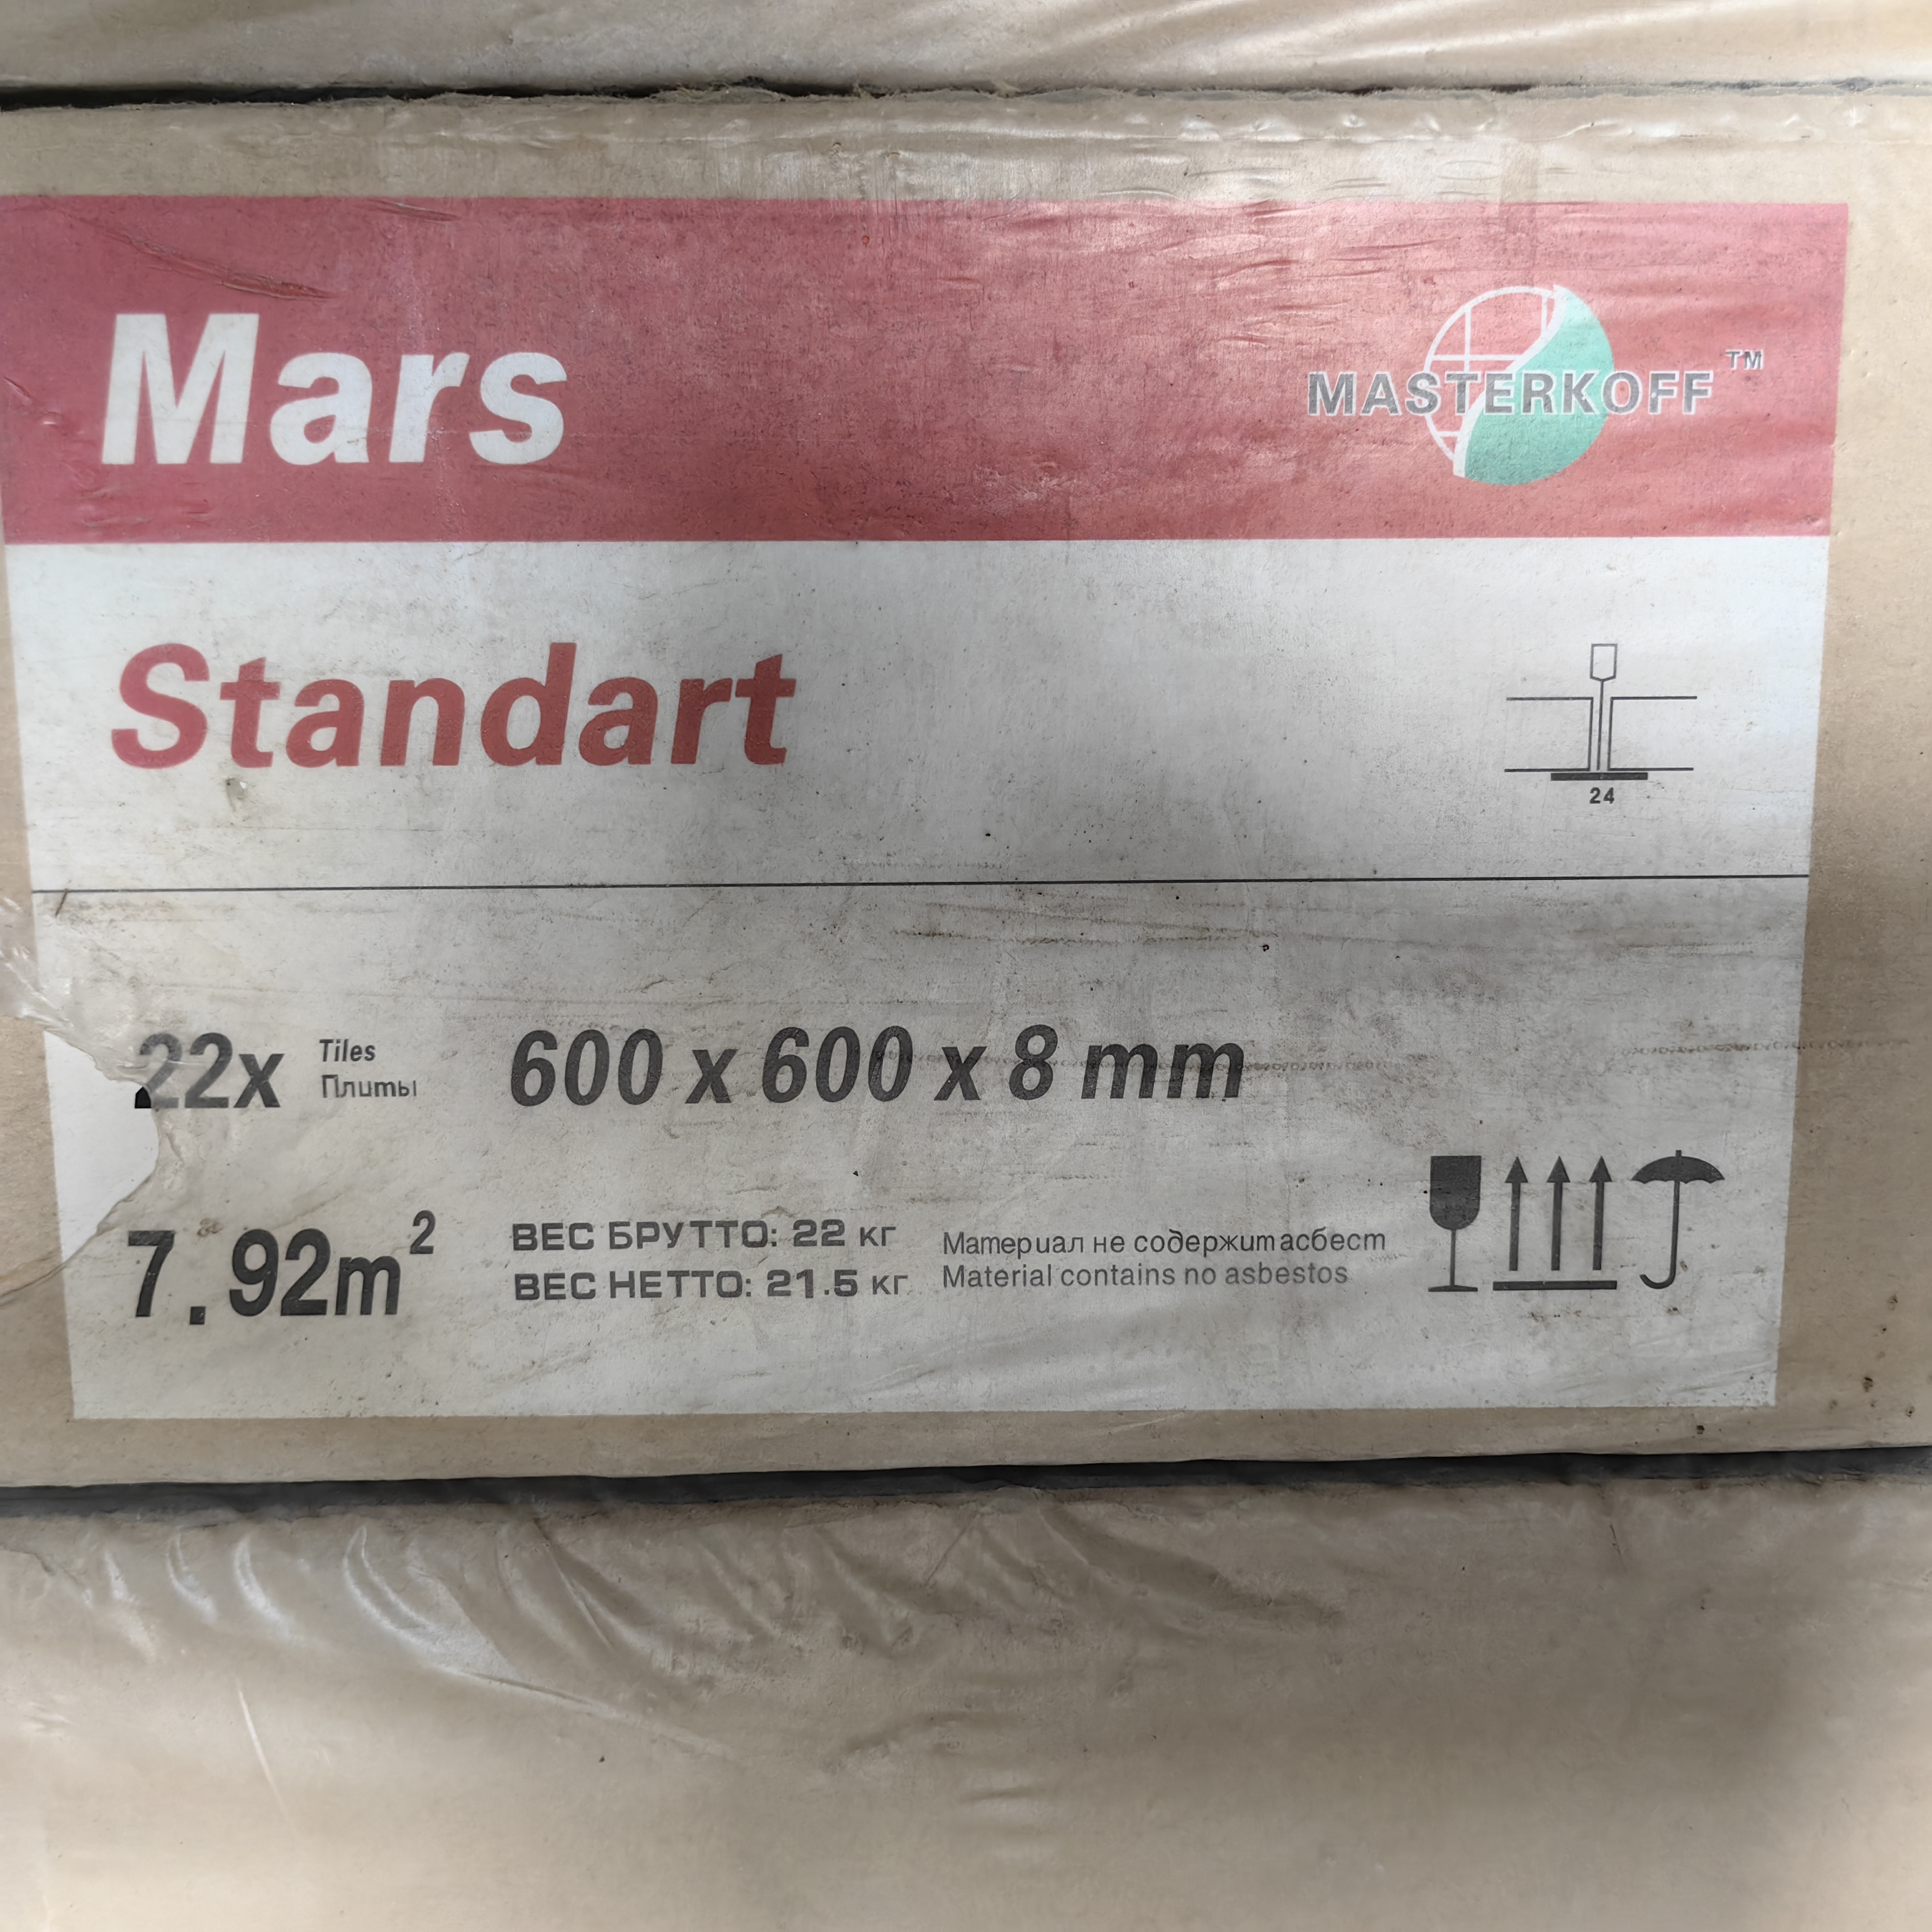 Mars
MASTERKOFF™
Standart
24
22x
Tiles
Плиты
600 x 600 x 8 mm
7.92m²
ВЕС БРУТТО: 22 кг
ВЕС НЕТТО: 21.5 кг
Материал не содержит асбест
Material contains no asbestos